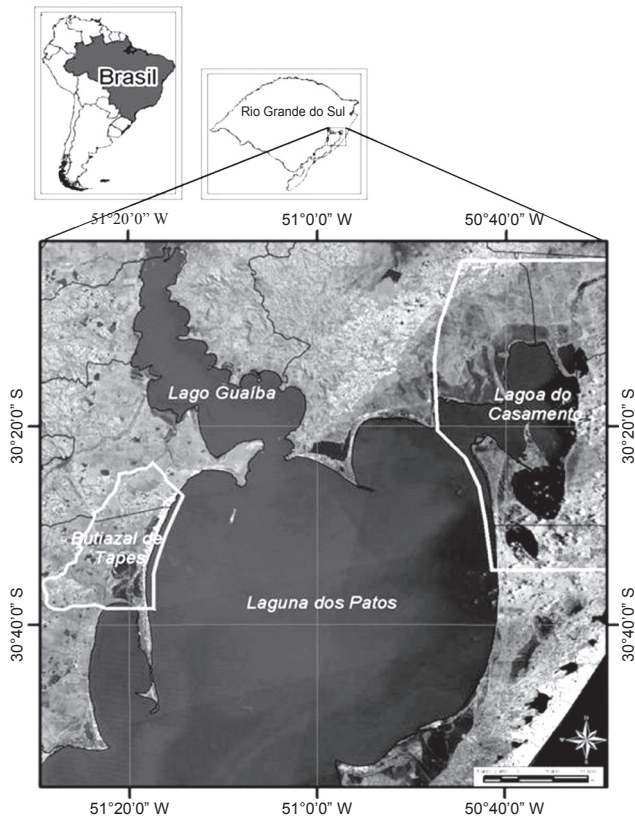 Brasil
Rio Grande do Sul
51°20'0'' W
51°0'0'' W
50°40'0'' W
Lago Guaíba
Lagoa do
Casamento
30°20'0'' S
30°20'0'' S
Butiazal de
Tapes
Laguna dos Patos
30°40'0'' S
30°40'0'' S
51°20'0'' W
51°0'0'' W
50°40'0'' W